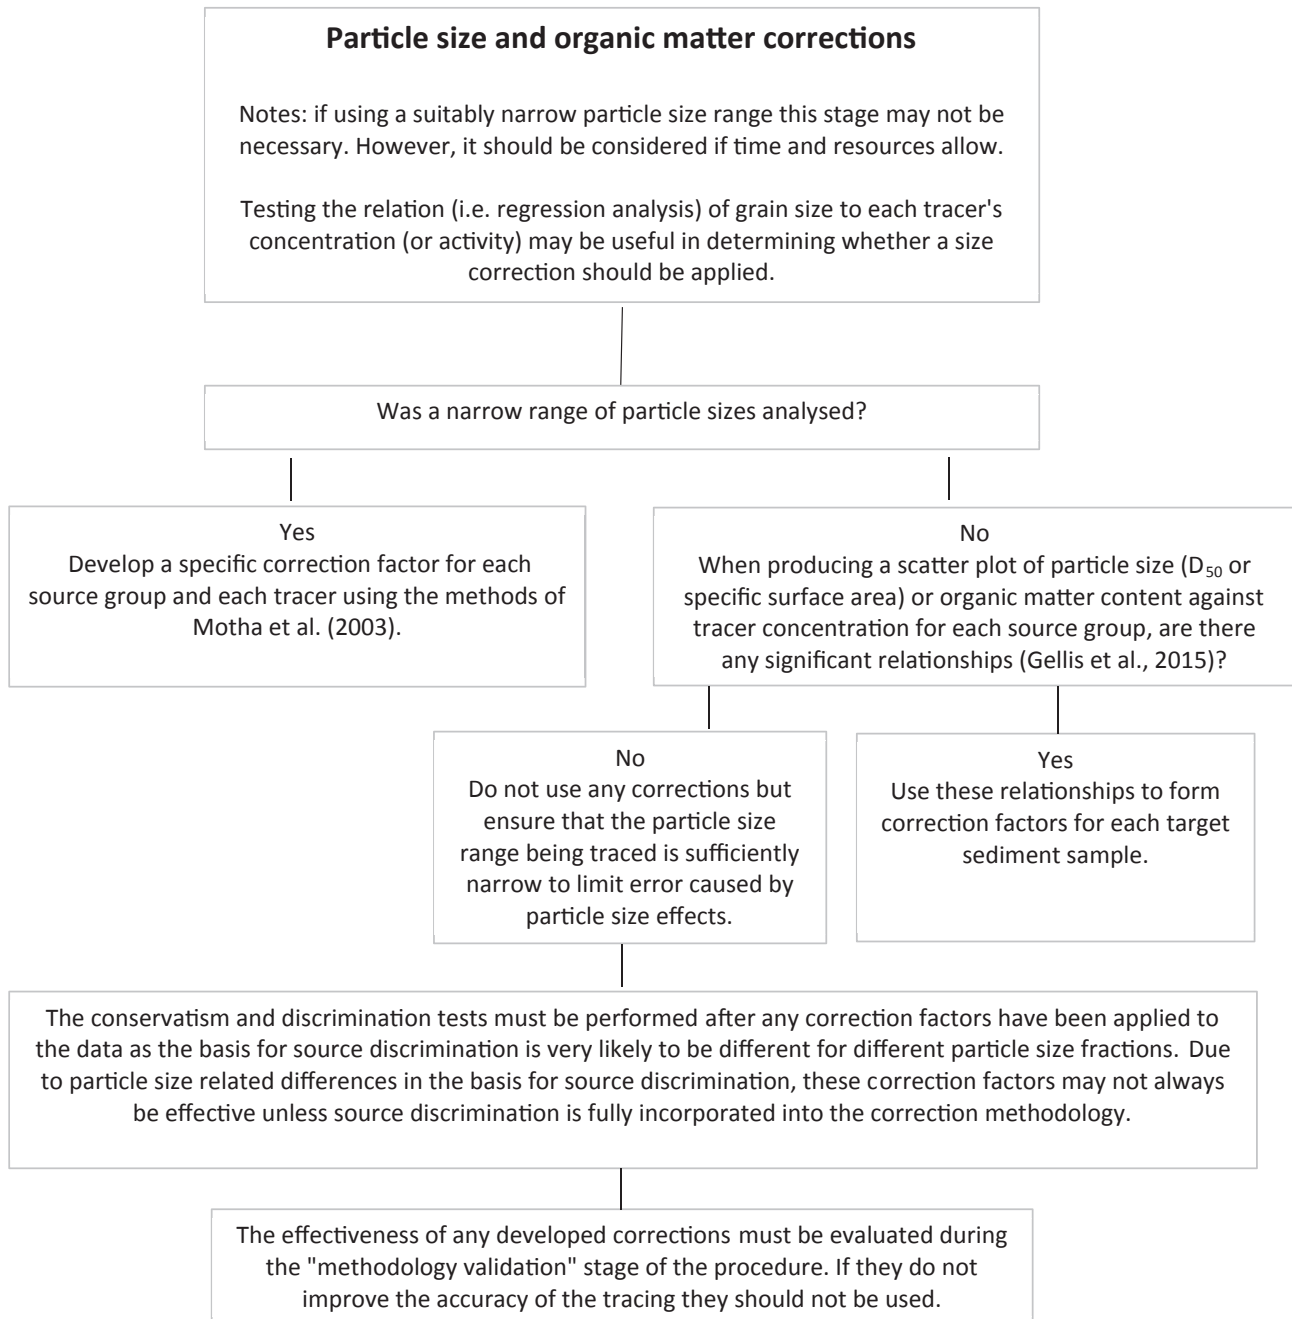 Particle size and organic matter corrections
Notes: if using a suitably narrow particle size range this stage may not be
necessary. However, it should be considered if time and resources allow.
Testing the relation (i.e. regression analysis) of grain size to each tracer's
concentration (or activity) may be useful in determining whether a size
correction should be applied.
Was a narrow range of particle sizes analysed?
Yes
Develop a specific correction factor for each
source group and each tracer using the methods of
Motha et al. (2003).
No
When producing a scatter plot of particle size (D₅₀ or
specific surface area) or organic matter content against
tracer concentration for each source group, are there
any significant relationships (Gellis et al., 2015)?
No
Do not use any corrections but
ensure that the particle size
range being traced is sufficiently
narrow to limit error caused by
particle size effects.
Yes
Use these relationships to form
correction factors for each target
sediment sample.
The conservatism and discrimination tests must be performed after any correction factors have been applied to
the data as the basis for source discrimination is very likely to be different for different particle size fractions. Due
to particle size related differences in the basis for source discrimination, these correction factors may not always
be effective unless source discrimination is fully incorporated into the correction methodology.
The effectiveness of any developed corrections must be evaluated during
the "methodology validation" stage of the procedure. If they do not
improve the accuracy of the tracing they should not be used.